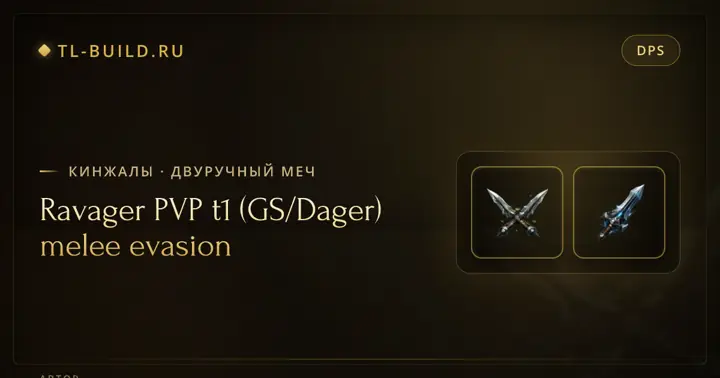 TL-BUILD.RU
DPS
КИНЖАЛЫ · ДВУРУЧНЫЙ МЕЧ
Ravager PVP t1 (GS/Dager)
melee evasion